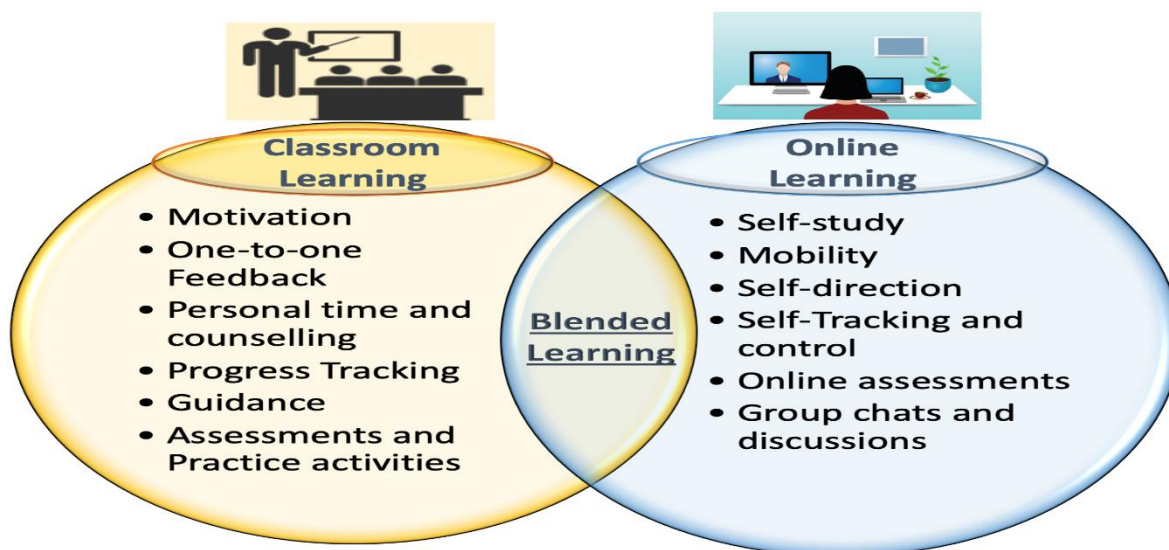 Classroom
Learning
• Motivation
• One-to-one
Feedback
• Personal time and
counselling
• Progress Tracking
• Guidance
• Assessments and
Practice activities
Blended
Learning
Online
Learning
• Self-study
• Mobility
• Self-direction
• Self-Tracking and
control
• Online assessments
• Group chats and
discussions